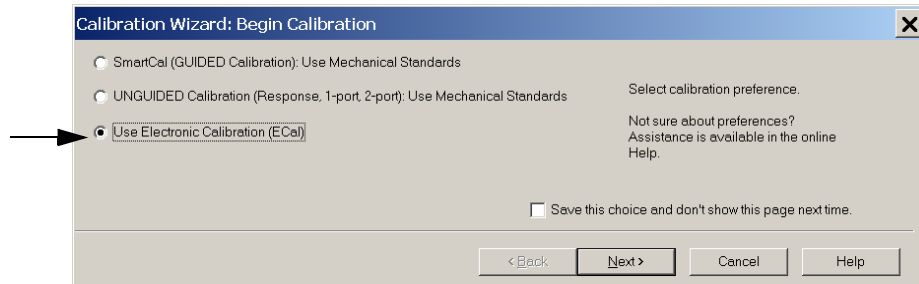 Calibration Wizard: Begin Calibration
SmartCal (GUIDED Calibration): Use Mechanical Standards
UNGUIDED Calibration (Response, 1-port, 2-port): Use Mechanical Standards
Use Electronic Calibration (ECal)
Select calibration preference.
Not sure about preferences?
Assistance is available in the online
Help.
Save this choice and don't show this page next time.
< Back
Next >
Cancel
Help